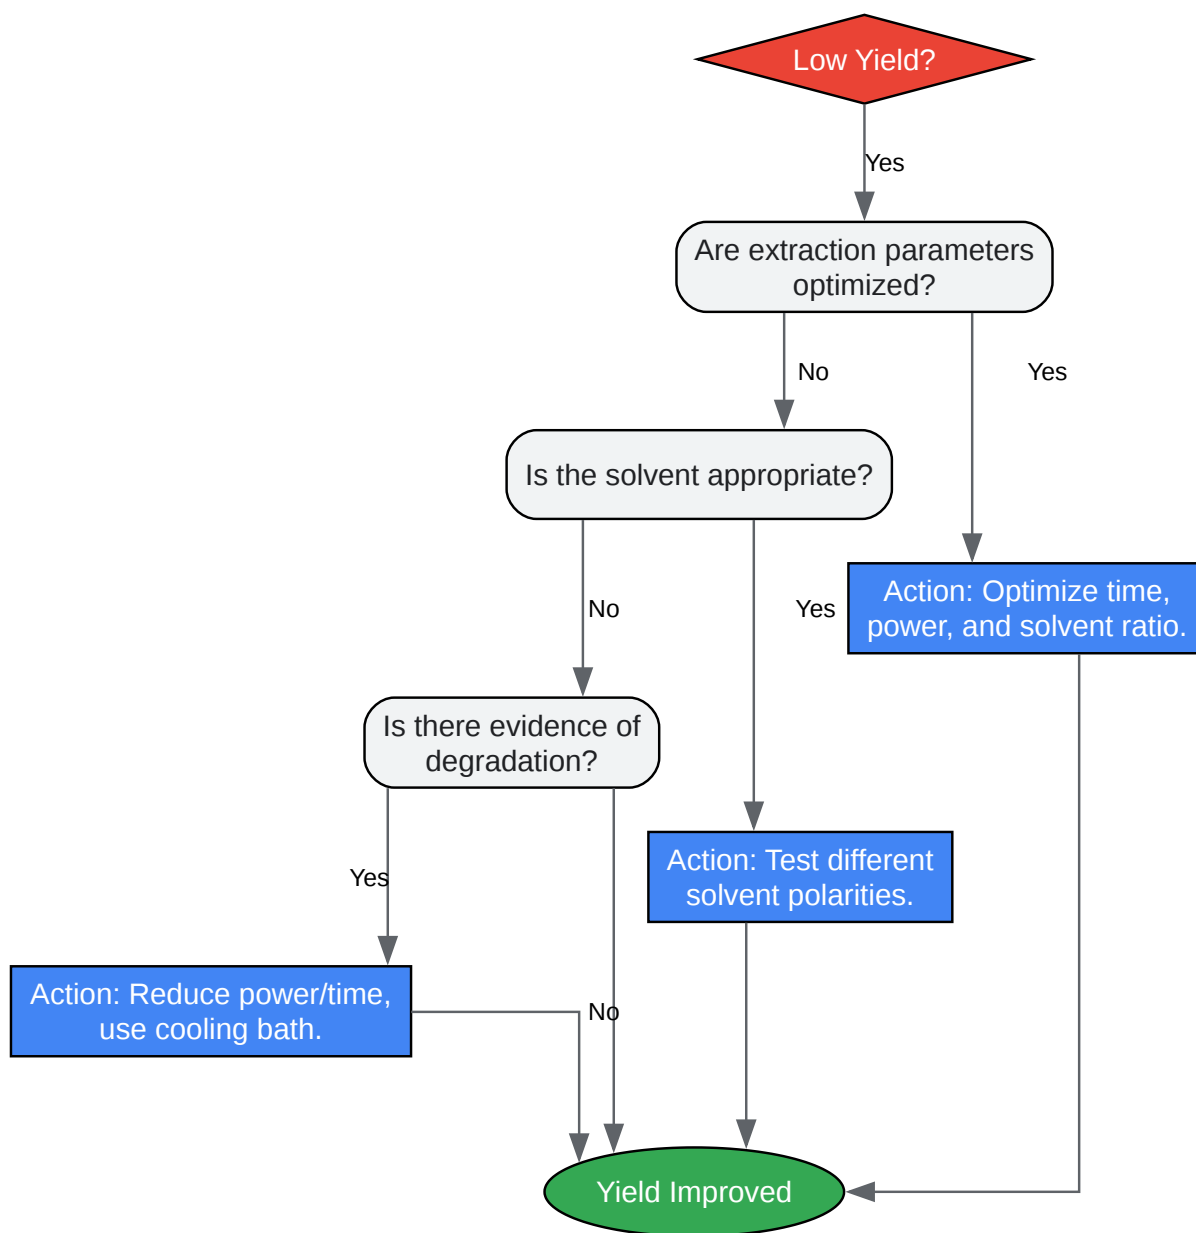 Low Yield?
Yes
Are extraction parameters
optimized?
No
Yes
Is the solvent appropriate?
No
Yes
Action: Optimize time,
power, and solvent ratio.
Is there evidence of
degradation?
Yes
Action: Test different
solvent polarities.
Action: Reduce power/time,
use cooling bath.
No
Yield Improved